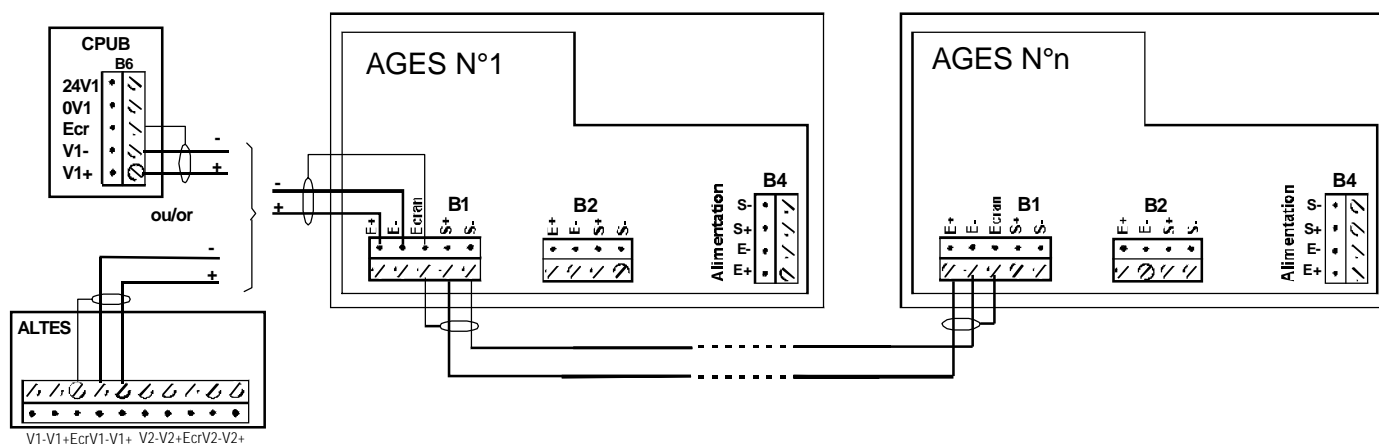 CPUB
B6
24V1
0V1
Ecr
V1-
V1+
-
+
ou/or
-
+
ALTES
V1-V1+EcrV1-V1+ V2-V2+EcrV2-V2+
AGES N°1
-
+
B1
E+
E-
Ecran
S+
S-
B2
E+
E-
S+
S-
B4
Alimentation
S-
S+
E-
E+
AGES N°n
B1
E+
E-
Ecran
S+
S-
B2
E+
E-
S+
S-
B4
Alimentation
S-
S+
E-
E+